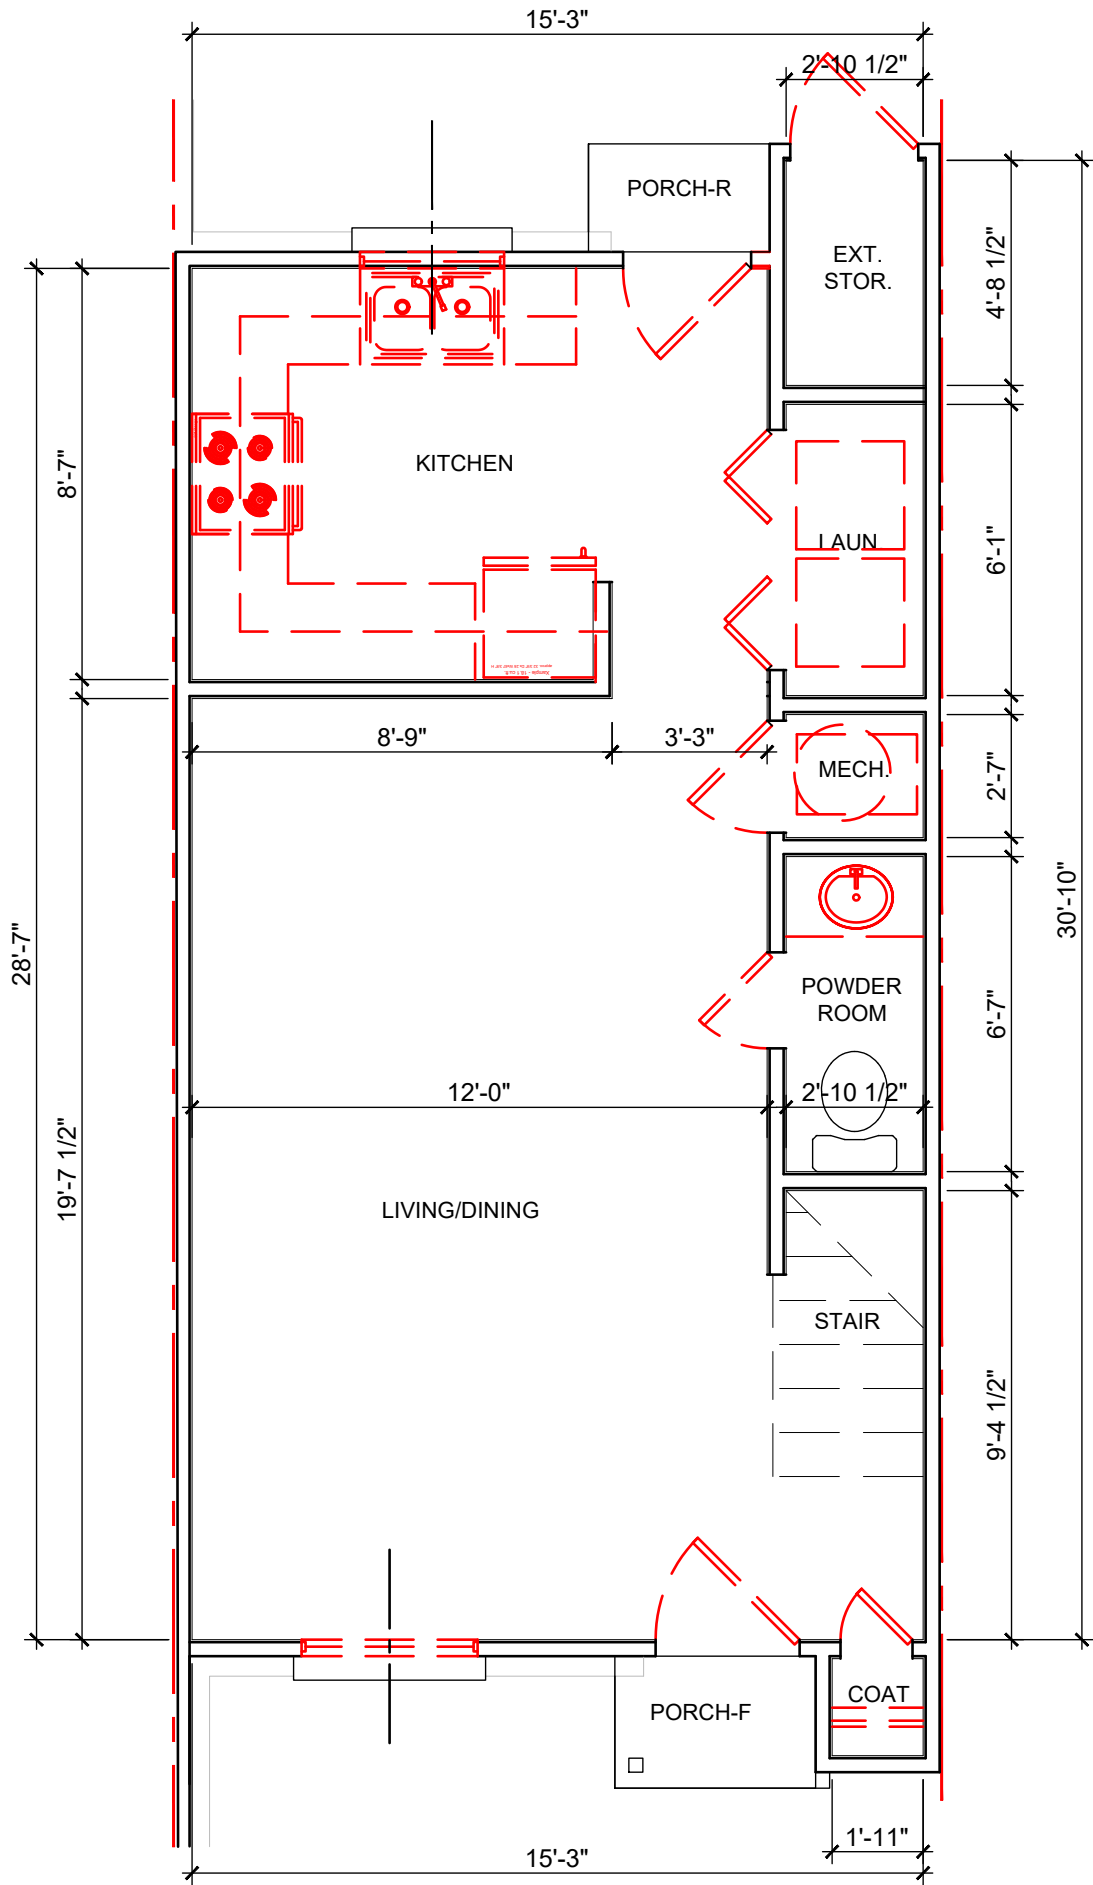 15'-3"
2'-10 1/2"
PORCH-R
EXT.
STOR.
4'-8 1/2"
KITCHEN
8'-7"
LAUN
6'-1"
8'-9"
3'-3"
MECH.
2'-7"
30'-10"
28'-7"
POWDER
ROOM
6'-7"
12'-0"
2'-10 1/2"
19'-7 1/2"
LIVING/DINING
STAIR
9'-4 1/2"
COAT
PORCH-F
1'-11"
15'-3"